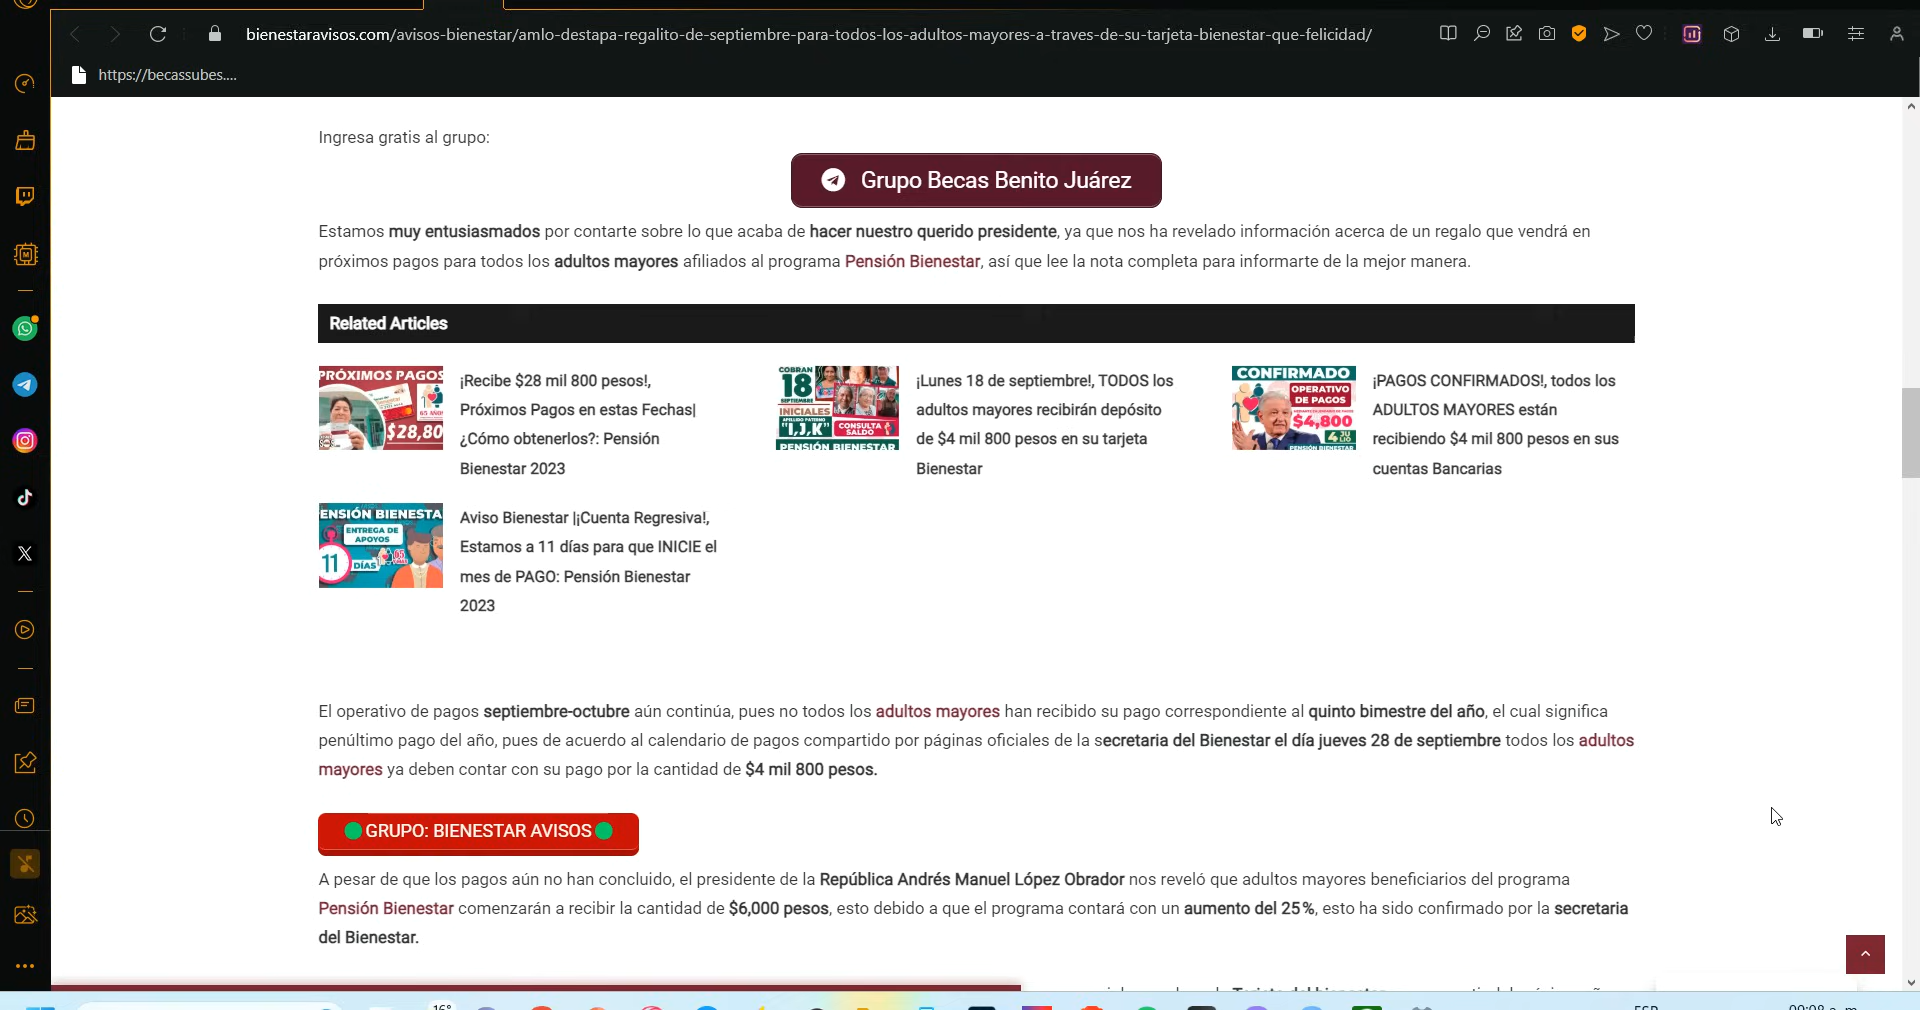 bienestaravisos.com/avisos-bienestar/amlo-destapa-regalito-de-septiembre-para-todos-los-adultos-mayores-a-traves-de-su-tarjeta-bienestar-que-felicidad/
https://becassubes....
Ingresa gratis al grupo:
Grupo Becas Benito Juárez
Estamos muy entusiasmados por contarte sobre lo que acaba de hacer nuestro querido presidente, ya que nos ha revelado información acerca de un regalo que vendrá en
próximos pagos para todos los adultos mayores afiliados al programa Pensión Bienestar, así que lee la nota completa para informarte de la mejor manera.
Related Articles
PRÓXIMOS PAGOS
$28,80
¡Recibe $28 mil 800 pesos!,
Próximos Pagos en estas Fechas|
¿Cómo obtenerlos?: Pensión
Bienestar 2023
COBRAN
18
SEPTIEMBRE
INICIALES
APELLIDO PATERNO
"I,J,K"
CONSULTA
SALDO
PENSIÓN BIENESTAR
¡Lunes 18 de septiembre!, TODOS los
adultos mayores recibirán depósito
de $4 mil 800 pesos en su tarjeta
Bienestar
CONFIRMADO
OPERATIVO
DE PAGOS
$4,800
4 JU
LIO
PENSIÓN BIENESTAR
¡PAGOS CONFIRMADOS!, todos los
ADULTOS MAYORES están
recibiendo $4 mil 800 pesos en sus
cuentas Bancarias
ENSIÓN BIENESTA
ENTREGA DE
APOYOS
11
DÍAS
65
Aviso Bienestar |¡Cuenta Regresiva!,
Estamos a 11 días para que INICIE el
mes de PAGO: Pensión Bienestar
2023
El operativo de pagos septiembre-octubre aún continúa, pues no todos los adultos mayores han recibido su pago correspondiente al quinto bimestre del año, el cual significa
penúltimo pago del año, pues de acuerdo al calendario de pagos compartido por páginas oficiales de la secretaria del Bienestar el día jueves 28 de septiembre todos los adultos
mayores ya deben contar con su pago por la cantidad de $4 mil 800 pesos.
GRUPO: BIENESTAR AVISOS
A pesar de que los pagos aún no han concluido, el presidente de la República Andrés Manuel López Obrador nos reveló que adultos mayores beneficiarios del programa
Pensión Bienestar comenzarán a recibir la cantidad de $6,000 pesos, esto debido a que el programa contará con un aumento del 25%, esto ha sido confirmado por la secretaria
del Bienestar.
16°